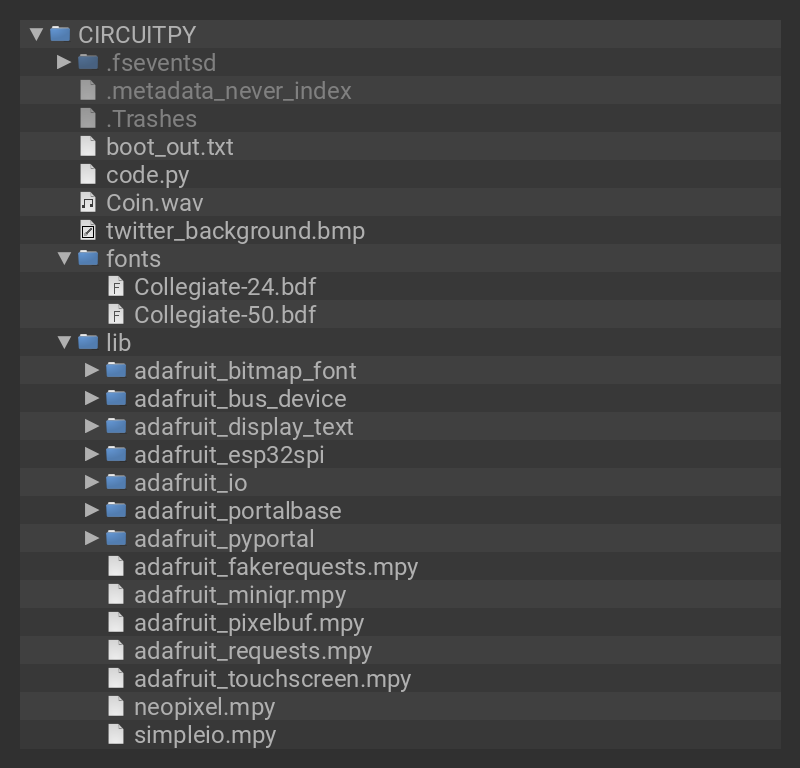 CIRCUITPY
.fseventsd
.metadata_never_index
.Trashes
boot_out.txt
code.py
Coin.wav
twitter_background.bmp
fonts
F Collegiate-24.bdf
F Collegiate-50.bdf
lib
adafruit_bitmap_font
adafruit_bus_device
adafruit_display_text
adafruit_esp32spi
adafruit_io
adafruit_portalbase
adafruit_pyportal
adafruit_fakerequests.mpy
adafruit_miniqr.mpy
adafruit_pixelbuf.mpy
adafruit_requests.mpy
adafruit_touchscreen.mpy
neopixel.mpy
simpleio.mpy